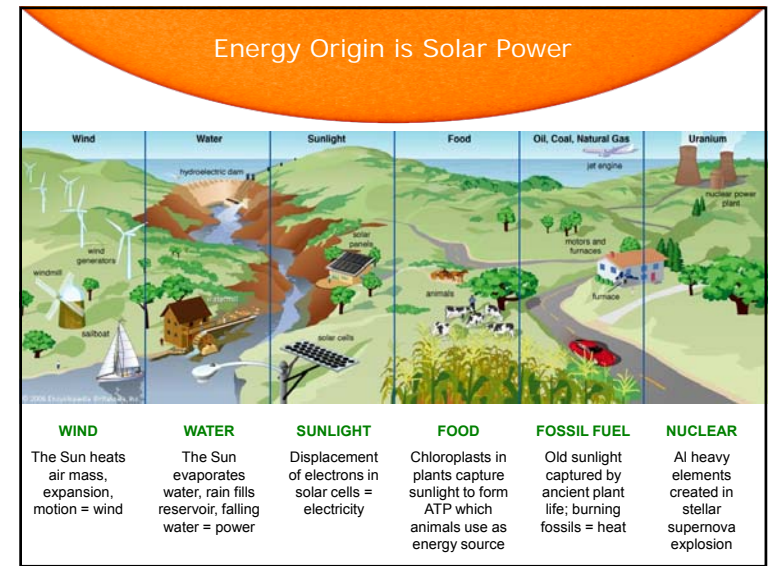 Energy Origin is Solar Power
Wind
Water
Sunlight
Food
Oil, Coal, Natural Gas
Uranium
hydroelectric dam
jet engine
nuclear power
plant
wind
generators
windmill
sailboat
solar
panels
solar cells
animals
motors and
furnaces
furnace
© 2006 Encyclopædia Britannica, Inc.
WIND
The Sun heats
air mass,
expansion,
motion = wind
WATER
The Sun
evaporates
water, rain fills
reservoir, falling
water = power
SUNLIGHT
Displacement
of electrons in
solar cells =
electricity
FOOD
Chloroplasts in
plants capture
sunlight to form
ATP which
animals use as
energy source
FOSSIL FUEL
Old sunlight
captured by
ancient plant
life; burning
fossils = heat
NUCLEAR
Al heavy
elements
created in
stellar
supernova
explosion